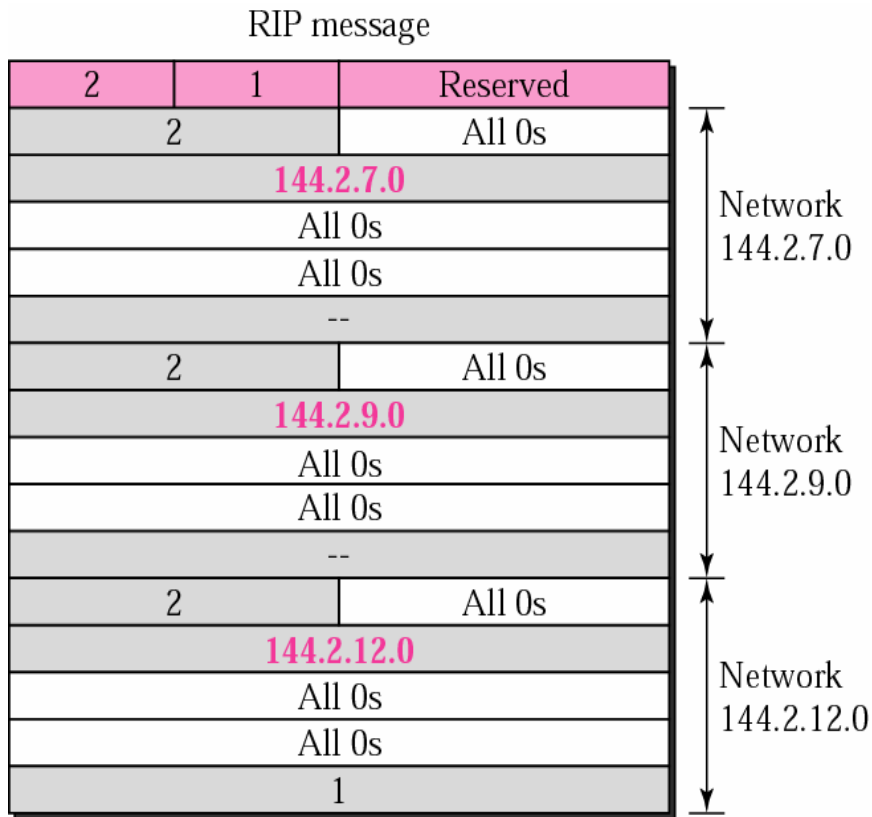 RIP message
2 1 Reserved
2 All 0s
144.2.7.0
All 0s
All 0s
--
Network
144.2.7.0
2 All 0s
144.2.9.0
All 0s
All 0s
--
Network
144.2.9.0
2 All 0s
144.2.12.0
All 0s
All 0s
1
Network
144.2.12.0